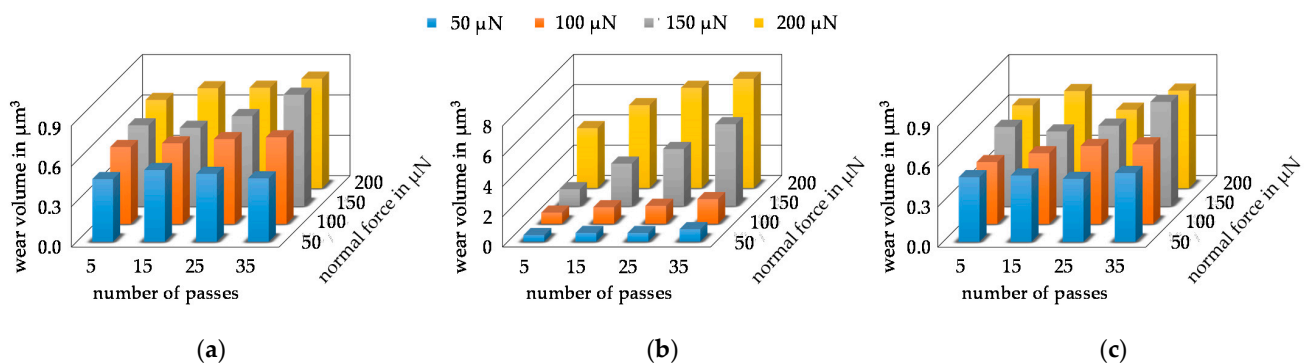 50 µN 100 µN 150 µN 200 µN
wear volume in µm³
0.9
0.6
0.3
0.0
5 15 25 35
number of passes
50
100
150
200
normal force in µN
(a)
wear volume in µm³
8
6
4
2
0
5 15 25 35
number of passes
50
100
150
200
normal force in µN
(b)
wear volume in µm³
0.9
0.6
0.3
0.0
5 15 25 35
number of passes
50
100
150
200
normal force in µN
(c)